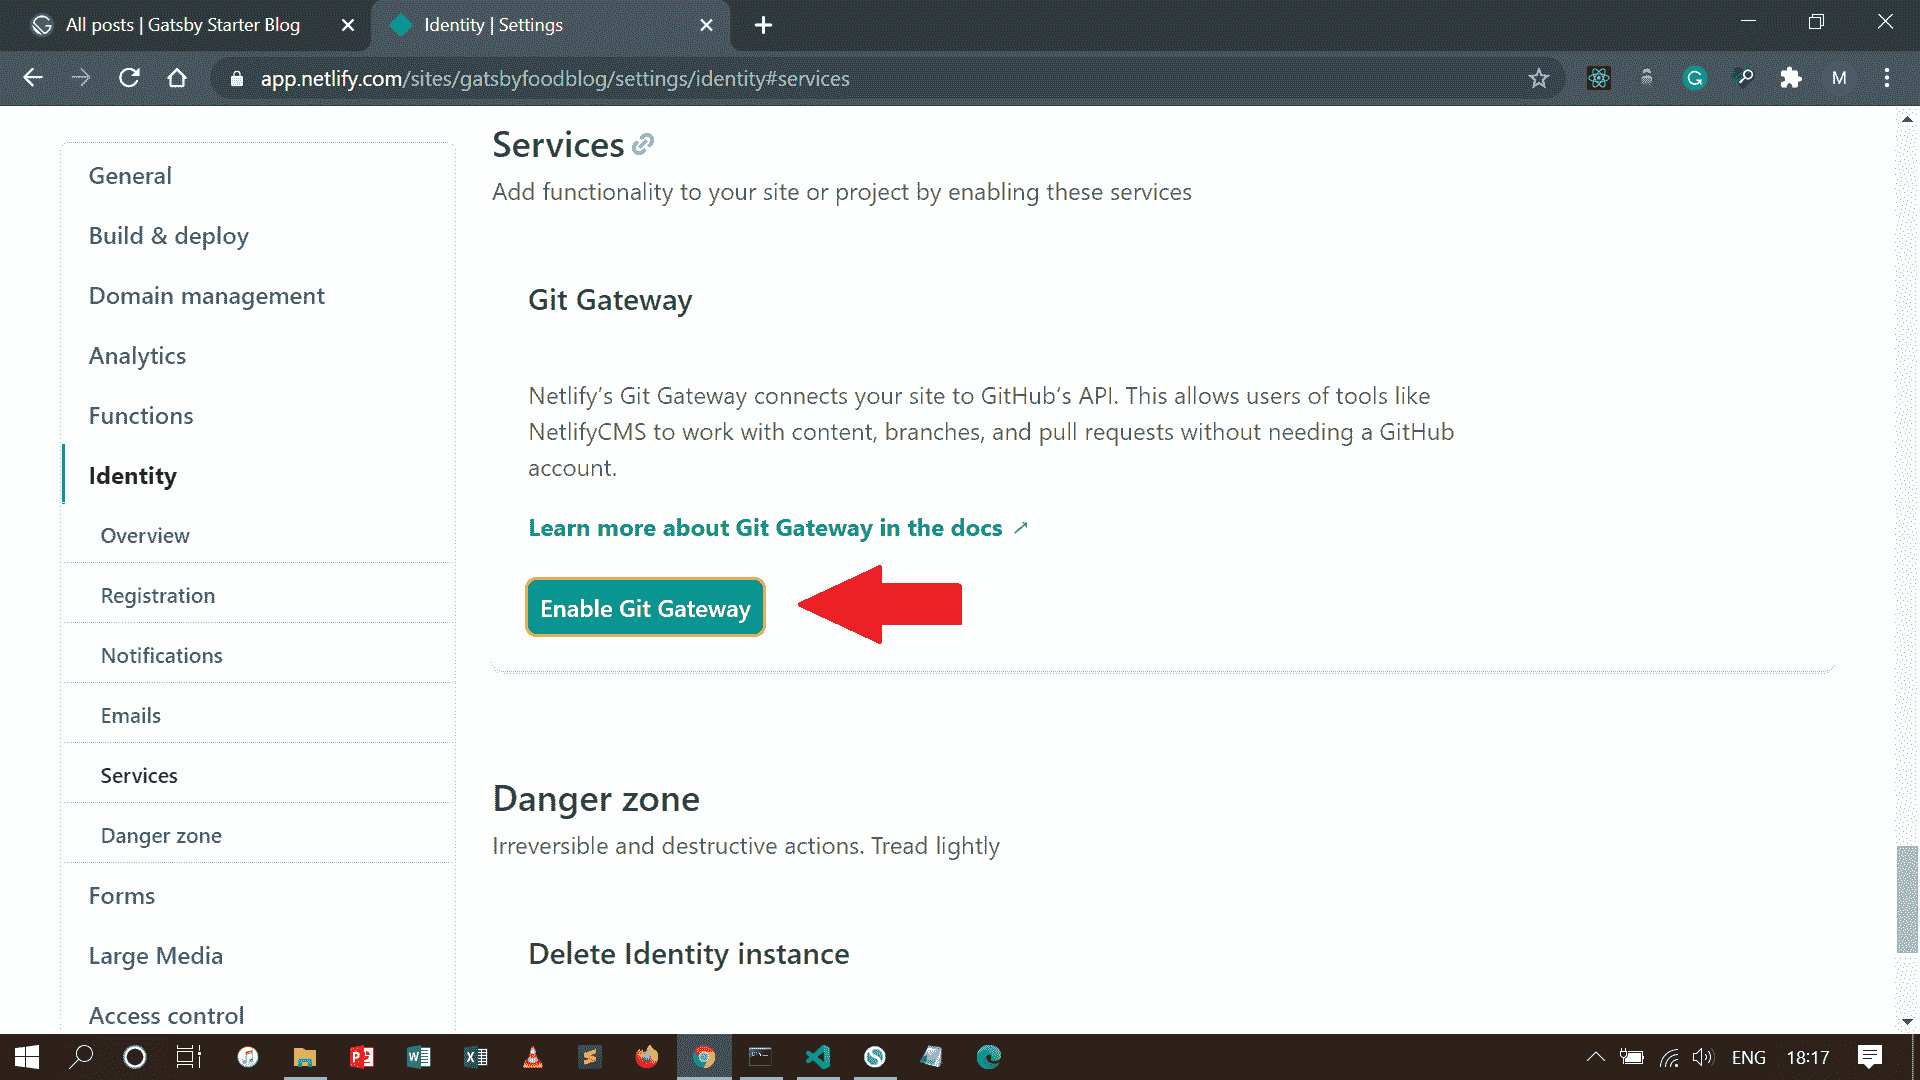 All posts | Gatsby Starter Blog
Identity | Settings
app.netlify.com/sites/gatsbyfoodblog/settings/identity#services
M
General
Build & deploy
Domain management
Analytics
Functions
Identity
Overview
Registration
Notifications
Emails
Services
Danger zone
Forms
Large Media
Access control
Services
Add functionality to your site or project by enabling these services
Git Gateway
Netlify’s Git Gateway connects your site to GitHub’s API. This allows users of tools like
NetlifyCMS to work with content, branches, and pull requests without needing a GitHub
account.
Learn more about Git Gateway in the docs
Enable Git Gateway
Danger zone
Irreversible and destructive actions. Tread lightly
Delete Identity instance
ENG
18:17